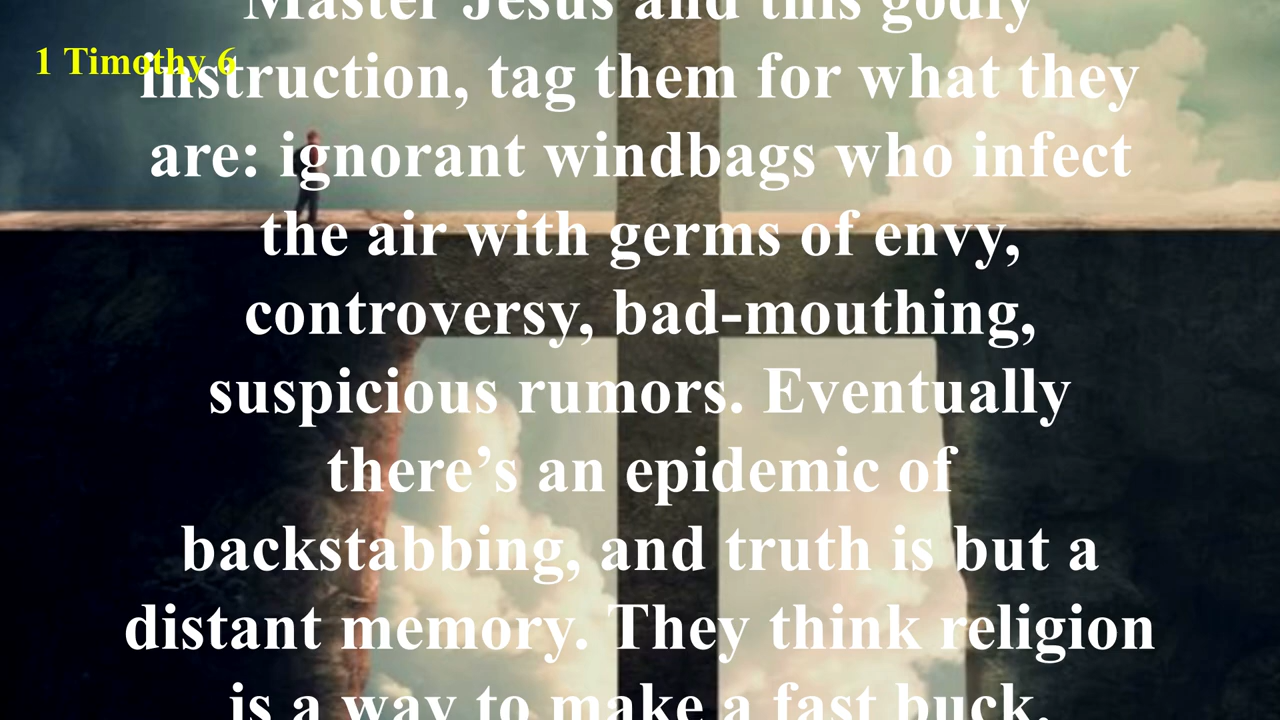 Master Jesus and this godly
1 Timothy 6
instruction, tag them for what they
are: ignorant windbags who infect
the air with germs of envy,
controversy, bad-mouthing,
suspicious rumors. Eventually
there’s an epidemic of
backstabbing, and truth is but a
distant memory. They think religion
is a way to make a fast buck.